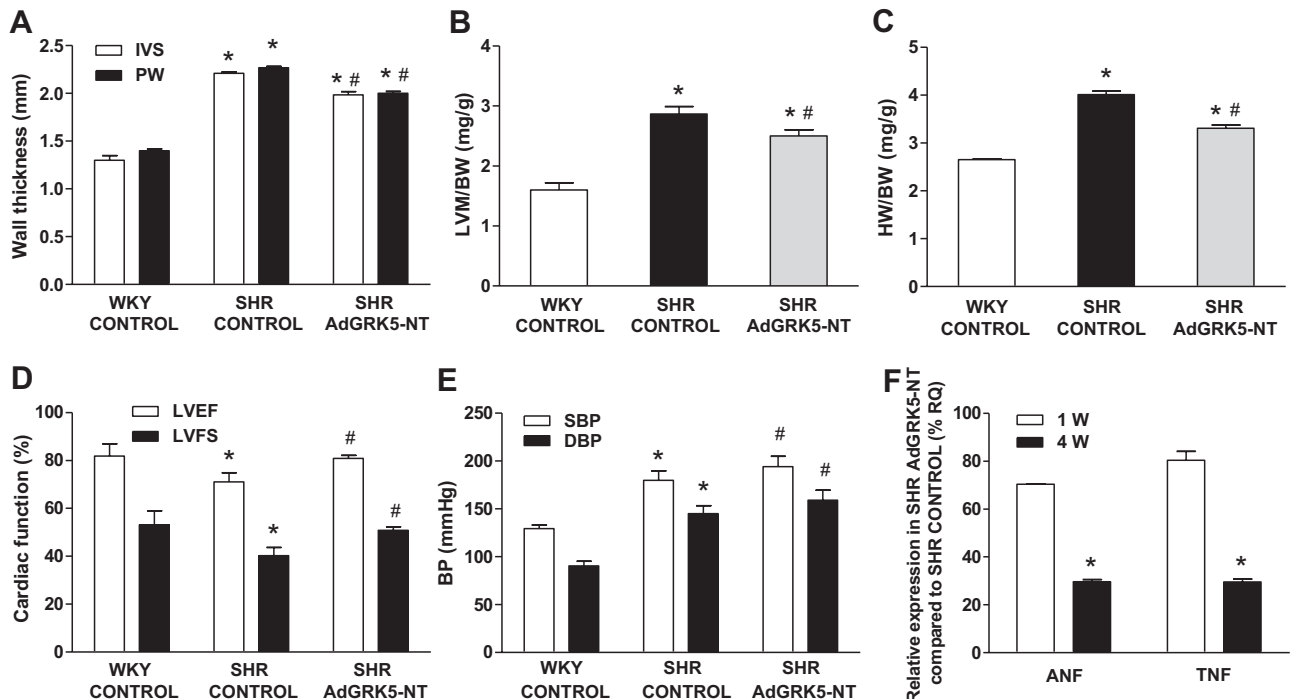 A
IVS
PW
Wall thickness (mm)
2.5
2.0
1.5
1.0
0.5
0.0
* *
* # * #
WKY CONTROL
SHR CONTROL
SHR AdGRK5-NT
B
LVM/BW (mg/g)
4
3
2
1
0
*
* #
WKY CONTROL
SHR CONTROL
SHR AdGRK5-NT
C
HW/BW (mg/g)
5
4
3
2
1
0
*
* #
WKY CONTROL
SHR CONTROL
SHR AdGRK5-NT
D
LVEF
LVFS
Cardiac function (%)
100
80
60
40
20
0
*
*
#
#
WKY CONTROL
SHR CONTROL
SHR AdGRK5-NT
E
SBP
DBP
BP (mmHg)
250
200
150
100
50
0
*
*
#
#
WKY CONTROL
SHR CONTROL
SHR AdGRK5-NT
F
1 W
4 W
Relative expression in SHR AdGRK5-NT
compared to SHR CONTROL (% RQ)
100
80
60
40
20
0
*
*
ANF
TNF